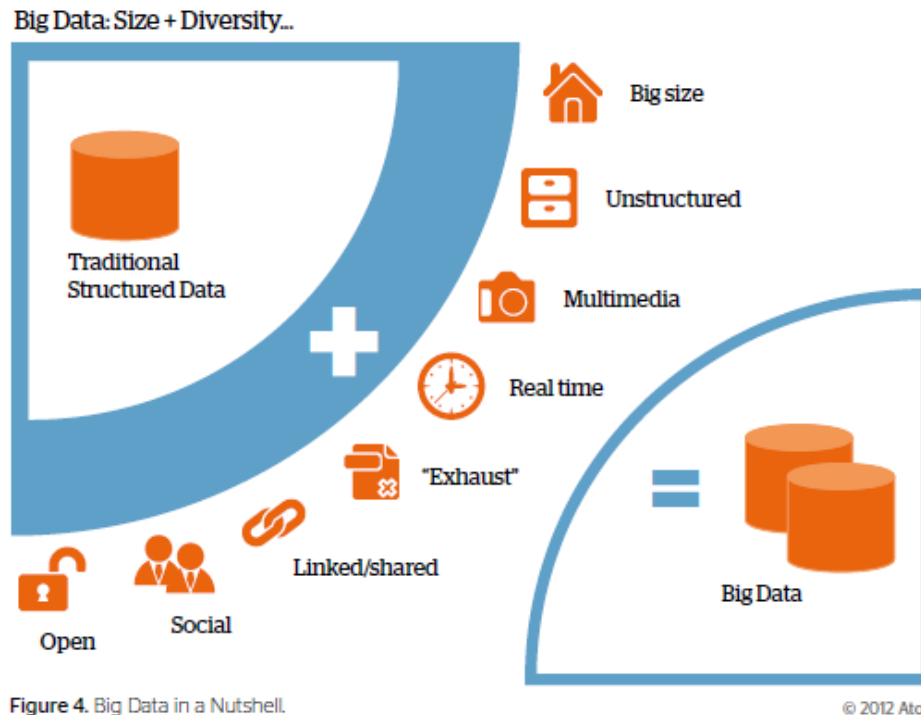 Big Data: Size + Diversity...
Big size
Unstructured
Traditional
Structured Data
Multimedia
+
Real time
"Exhaust"
=
Linked/shared
Big Data
Social
Open
Figure 4. Big Data in a Nutshell.
© 2012 Ato